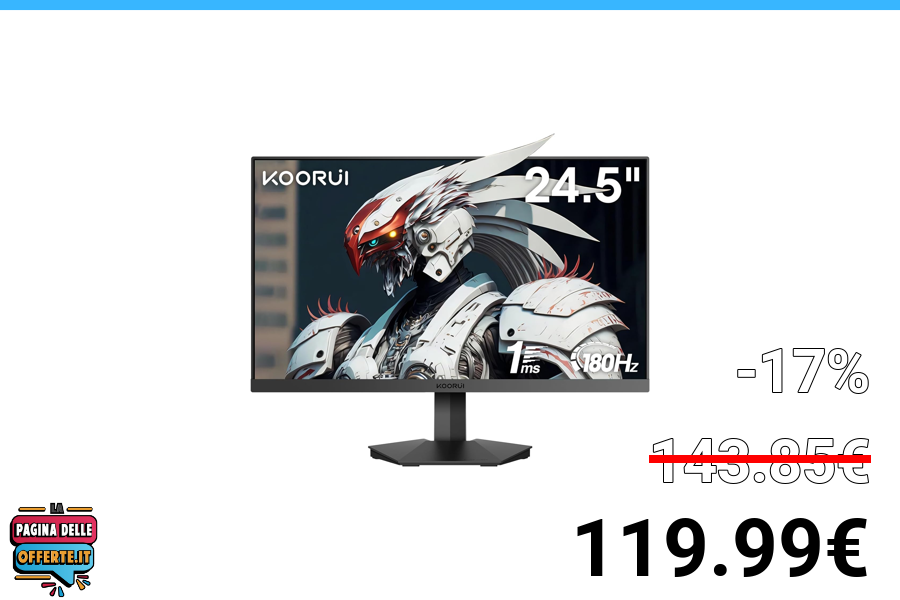 KOORUI
24.5"
1ms
180Hz
KOORUI
-17%
143.85€
119.99€
LA
PAGINA DELLE
OFFERTE.IT